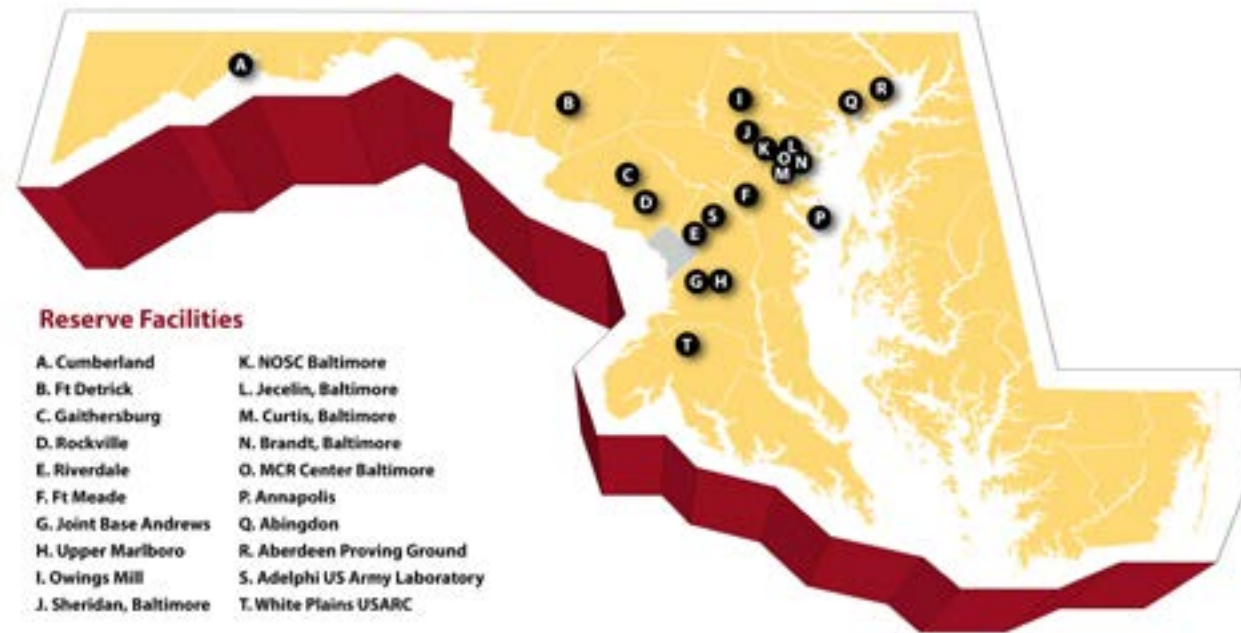 A
B
I
R
Q
J
K
L
O
N
M
C
D
F
S
P
E
G
H
T
Reserve Facilities
A. Cumberland
B. Ft Detrick
C. Gaithersburg
D. Rockville
E. Riverdale
F. Ft Meade
G. Joint Base Andrews
H. Upper Marlboro
I. Owings Mill
J. Sheridan, Baltimore
K. NOSC Baltimore
L. Jecelin, Baltimore
M. Curtis, Baltimore
N. Brandt, Baltimore
O. MCR Center Baltimore
P. Annapolis
Q. Abingdon
R. Aberdeen Proving Ground
S. Adelphi US Army Laboratory
T. White Plains USARC